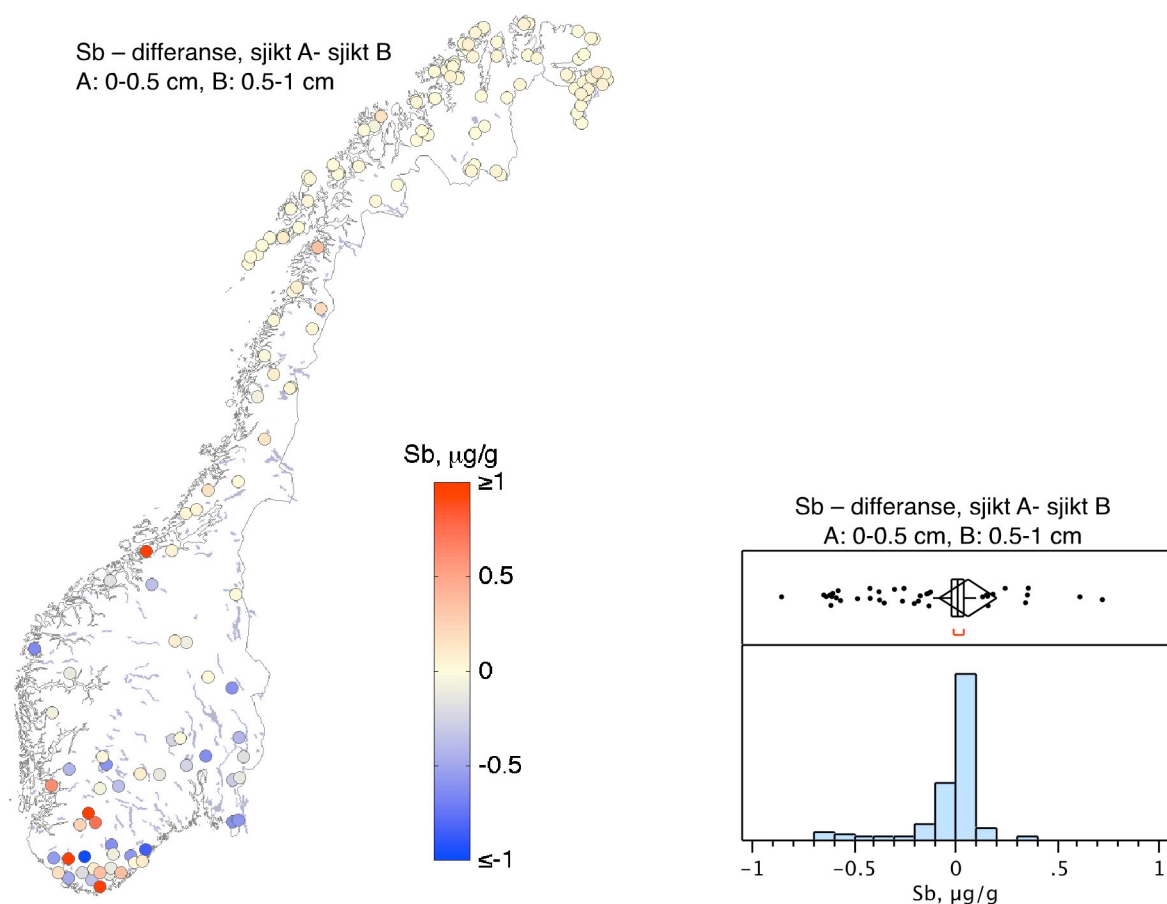 Sb – differanse, sjikt A- sjikt B
A: 0-0.5 cm, B: 0.5-1 cm
Sb, μg/g
≥1
0.5
0
-0.5
≤-1
Sb – differanse, sjikt A- sjikt B
A: 0-0.5 cm, B: 0.5-1 cm
-1 -0.5 0 .5 1
Sb, μg/g